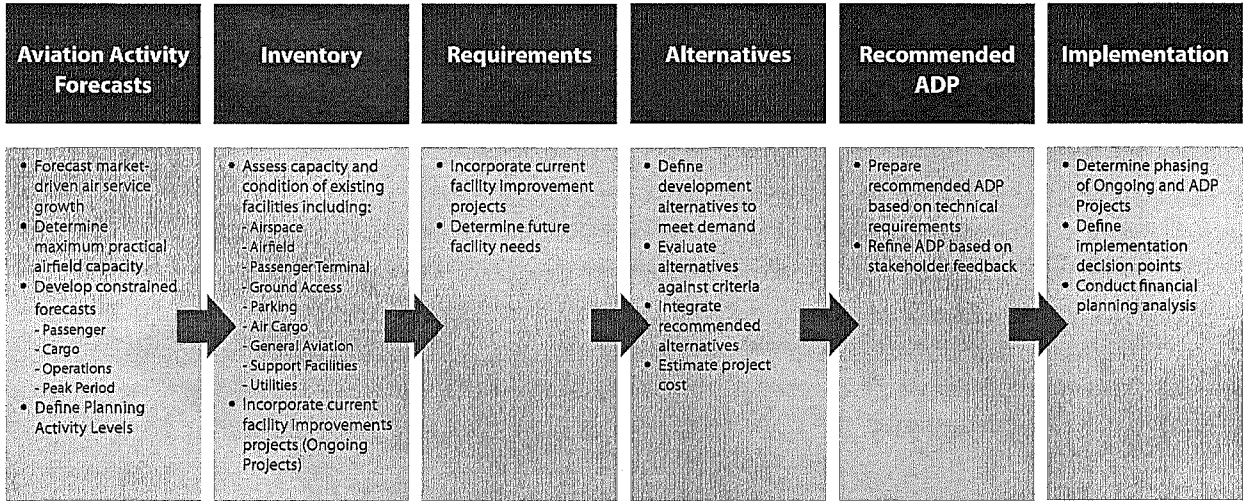 Aviation Activity
Forecasts
Inventory
Requirements
Alternatives
Recommended
ADP
Implementation
• Forecast market-
driven air service
growth
• Determine
maximum practical
airfield capacity
• Develop constrained
forecasts
- Passenger
- Cargo
- Operations
- Peak Period
• Define Planning
Activity Levels
• Assess capacity and
condition of existing
facilities including:
- Airspace
- Airfield
- Passenger Terminal
- Ground Access
- Parking
- Air Cargo
- General Aviation
- Support Facilities
- Utilities
• Incorporate current
facility improvements
projects (Ongoing
Projects)
• Incorporate current
facility improvement
projects
• Determine future
facility needs
• Define
development
alternatives to
meet demand
• Evaluate
alternatives
against criteria
• Integrate
recommended
alternatives
• Estimate project
cost
• Prepare
recommended ADP
based on technical
requirements
• Refine ADP based on
stakeholder feedback
• Determine phasing
of Ongoing and ADP
Projects
• Define
implementation
decision points
• Conduct financial
planning analysis